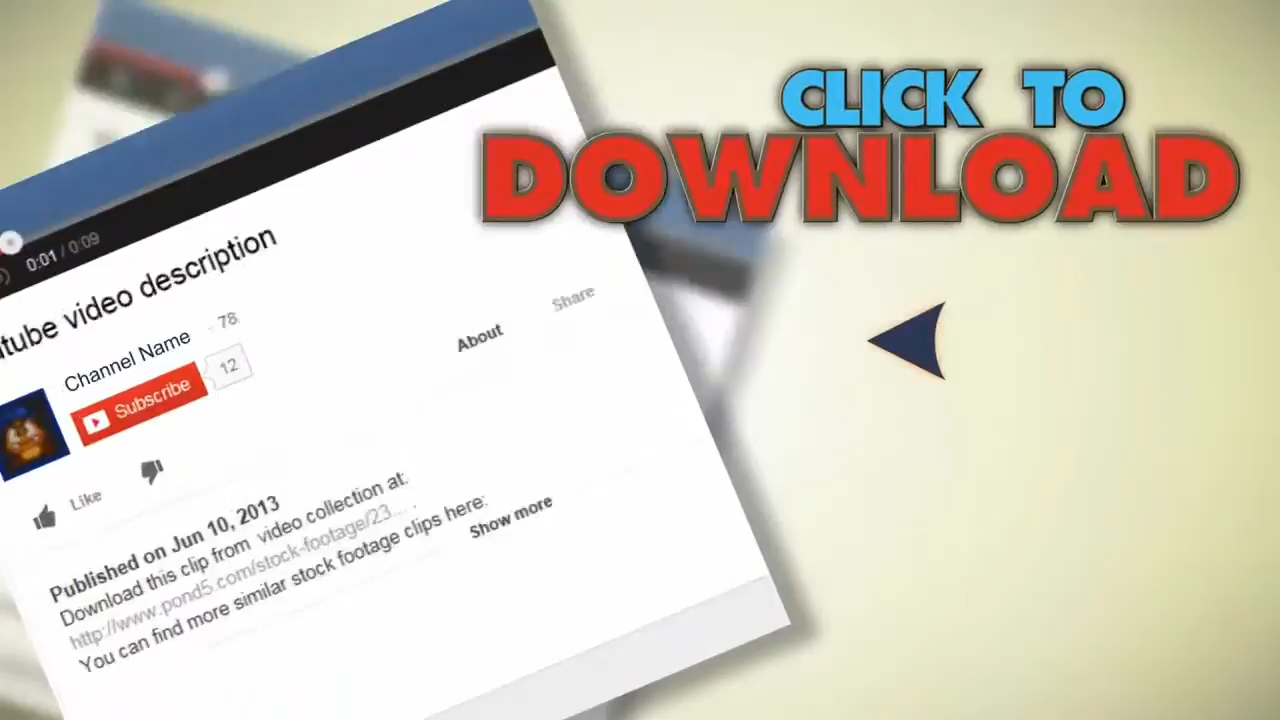 CLICK TO
DOWNLOAD
0:01 / 0:09
tube video description
Channel Name 78
Subscribe 12
About
Share
Like
Published on Jun 10, 2013
Download this clip from video collection at:
http://www.pond5.com/stock-footage/23...
You can find more similar stock footage clips here:
Show more